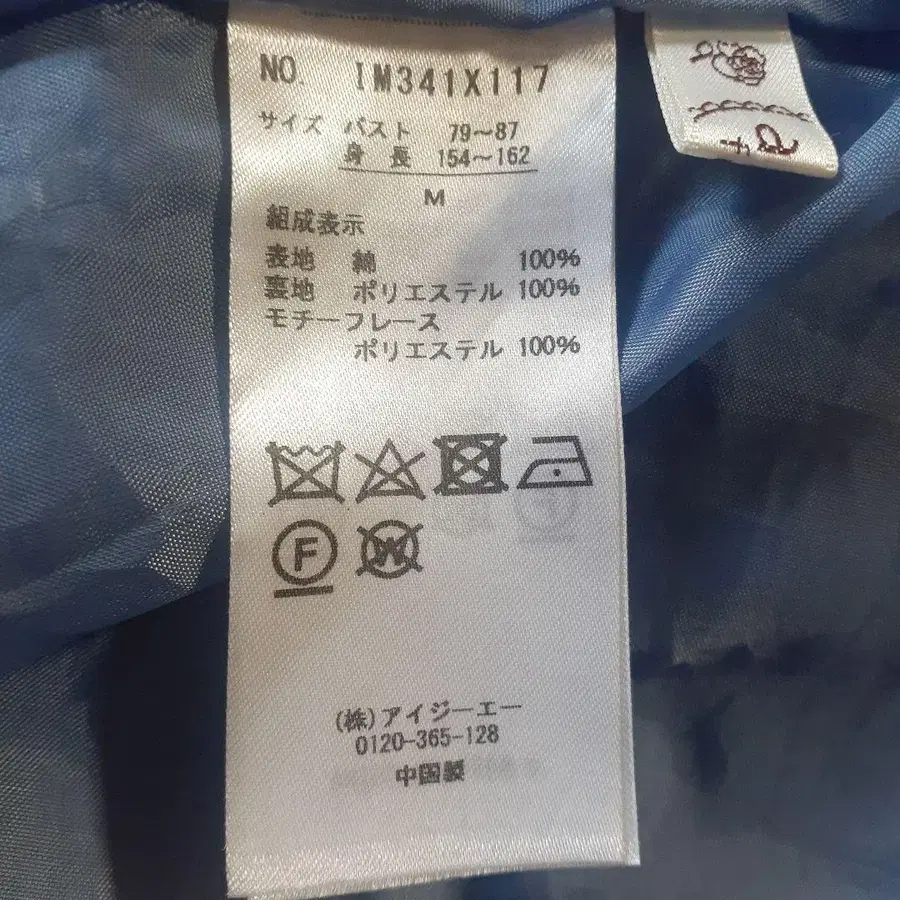 NO. IM341X117
サイズ バスト 79~87
身長 154~162
M
組成表示
表地 綿 100%
裏地 ポリエステル 100%
モチーフレース
ポリエステル 100%
F
W
(株)アイジーエー
0120-365-128
中国製